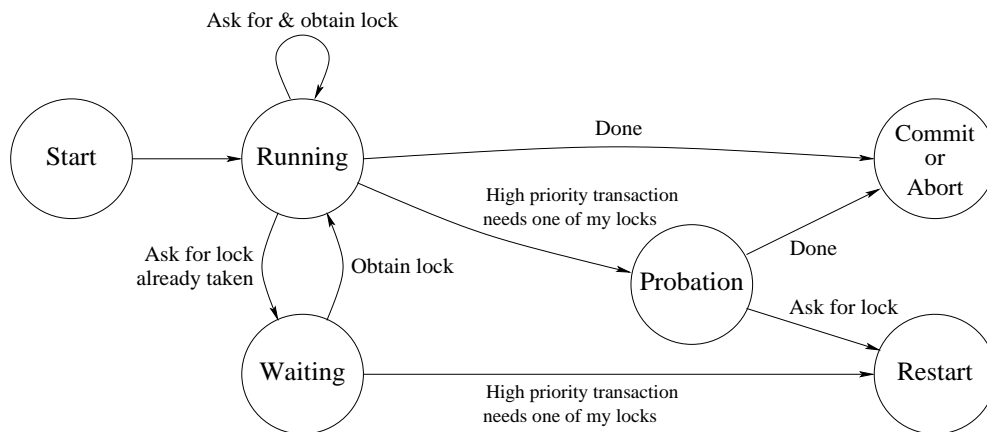 Ask for & obtain lock
Start
Running
Done
Commit
or
Abort
High priority transaction
needs one of my locks
Ask for lock
already taken
Obtain lock
Probation
Done
Ask for lock
Waiting
High priority transaction
needs one of my locks
Restart